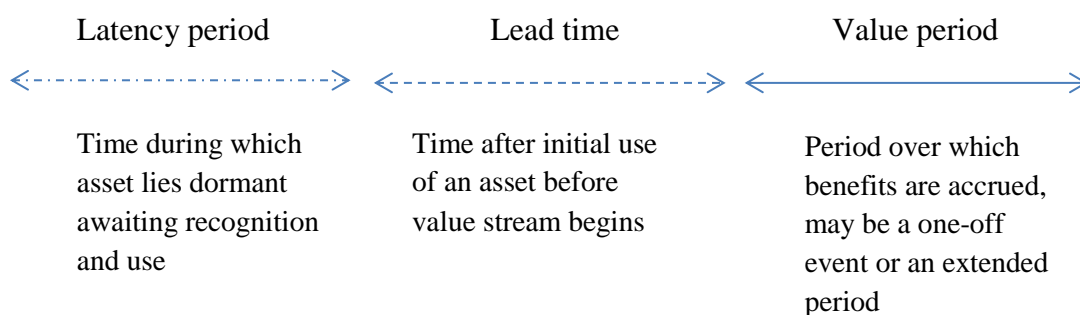 Latency period
Lead time
Value period
Time during which
asset lies dormant
awaiting recognition
and use
Time after initial use
of an asset before
value stream begins
Period over which
benefits are accrued,
may be a one-off
event or an extended
period